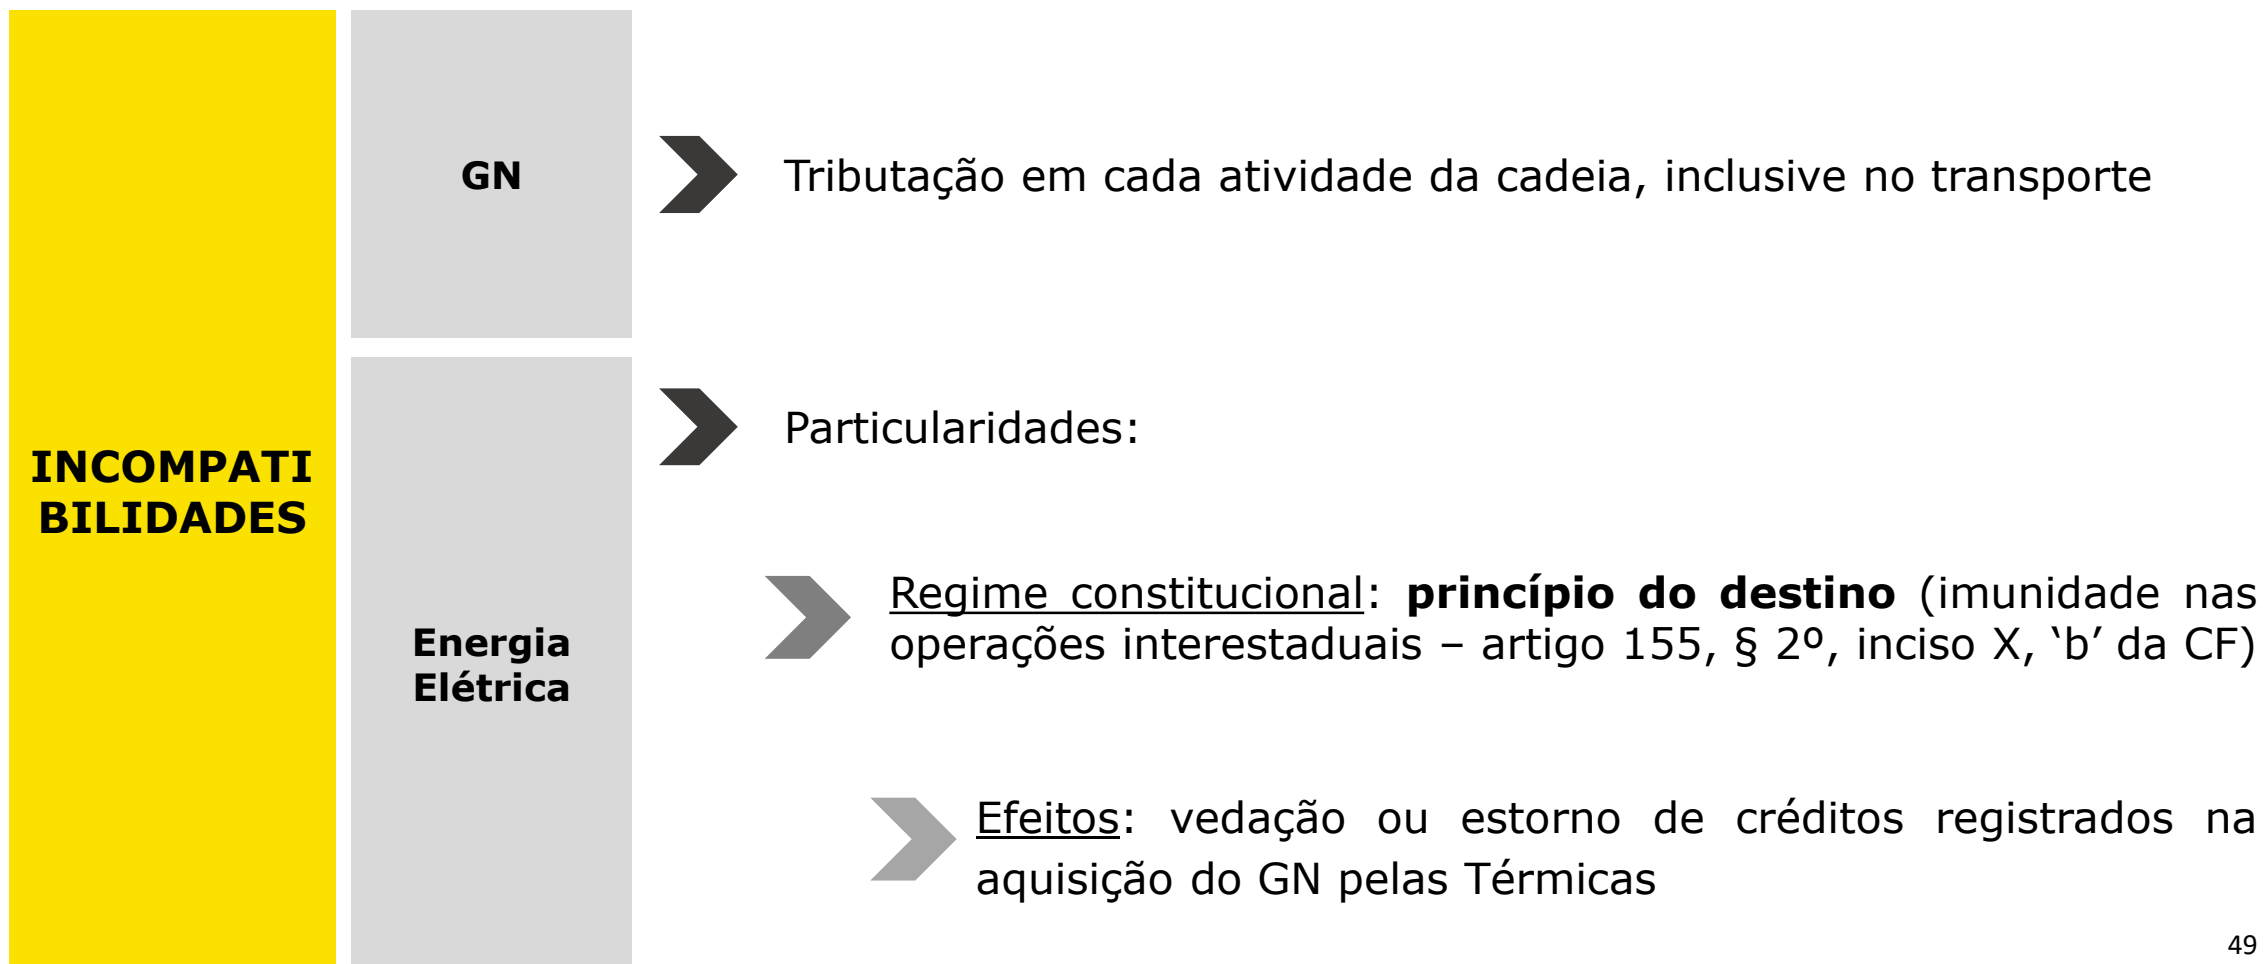 INCOMPATI
BILIDADES
GN
Tributação em cada atividade da cadeia, inclusive no transporte
Energia
Elétrica
Particularidades:
Regime constitucional: princípio do destino (imunidade nas
operações interestaduais – artigo 155, § 2º, inciso X, ‘b’ da CF)
Efeitos: vedação ou estorno de créditos registrados na
aquisição do GN pelas Térmicas
49